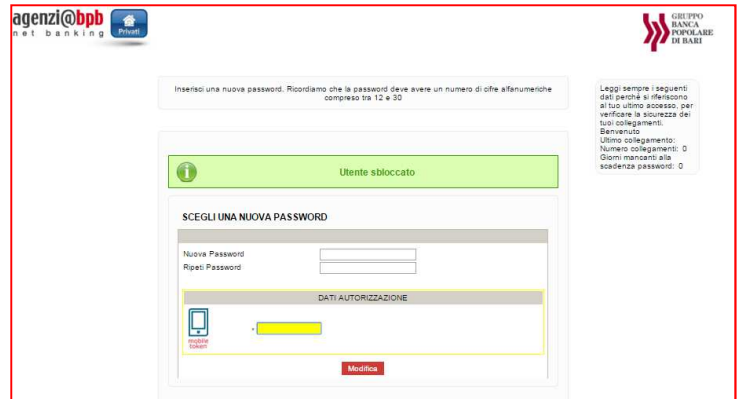 agenzi@bpb
net banking
Privati
GRUPPO
BANCA
POPOLARE
DI BARI
Inserisci una nuova password. Ricordiamo che la password deve avere un numero di cifre alfanumeriche
compreso tra 12 e 30
Leggi sempre i seguenti
dati perchè si riferiscono
al tuo ultimo accesso, per
verificare la sicurezza dei
tuoi collegamenti.
Benvenuto
Ultimo collegamento:
Numero collegamenti: 0
Giorni mancanti alla
scadenza password: 0
Utente sbloccato
SCEGLI UNA NUOVA PASSWORD
Nuova Password
Ripeti Password
DATI AUTORIZZAZIONE
mobile
token
*
Modifica